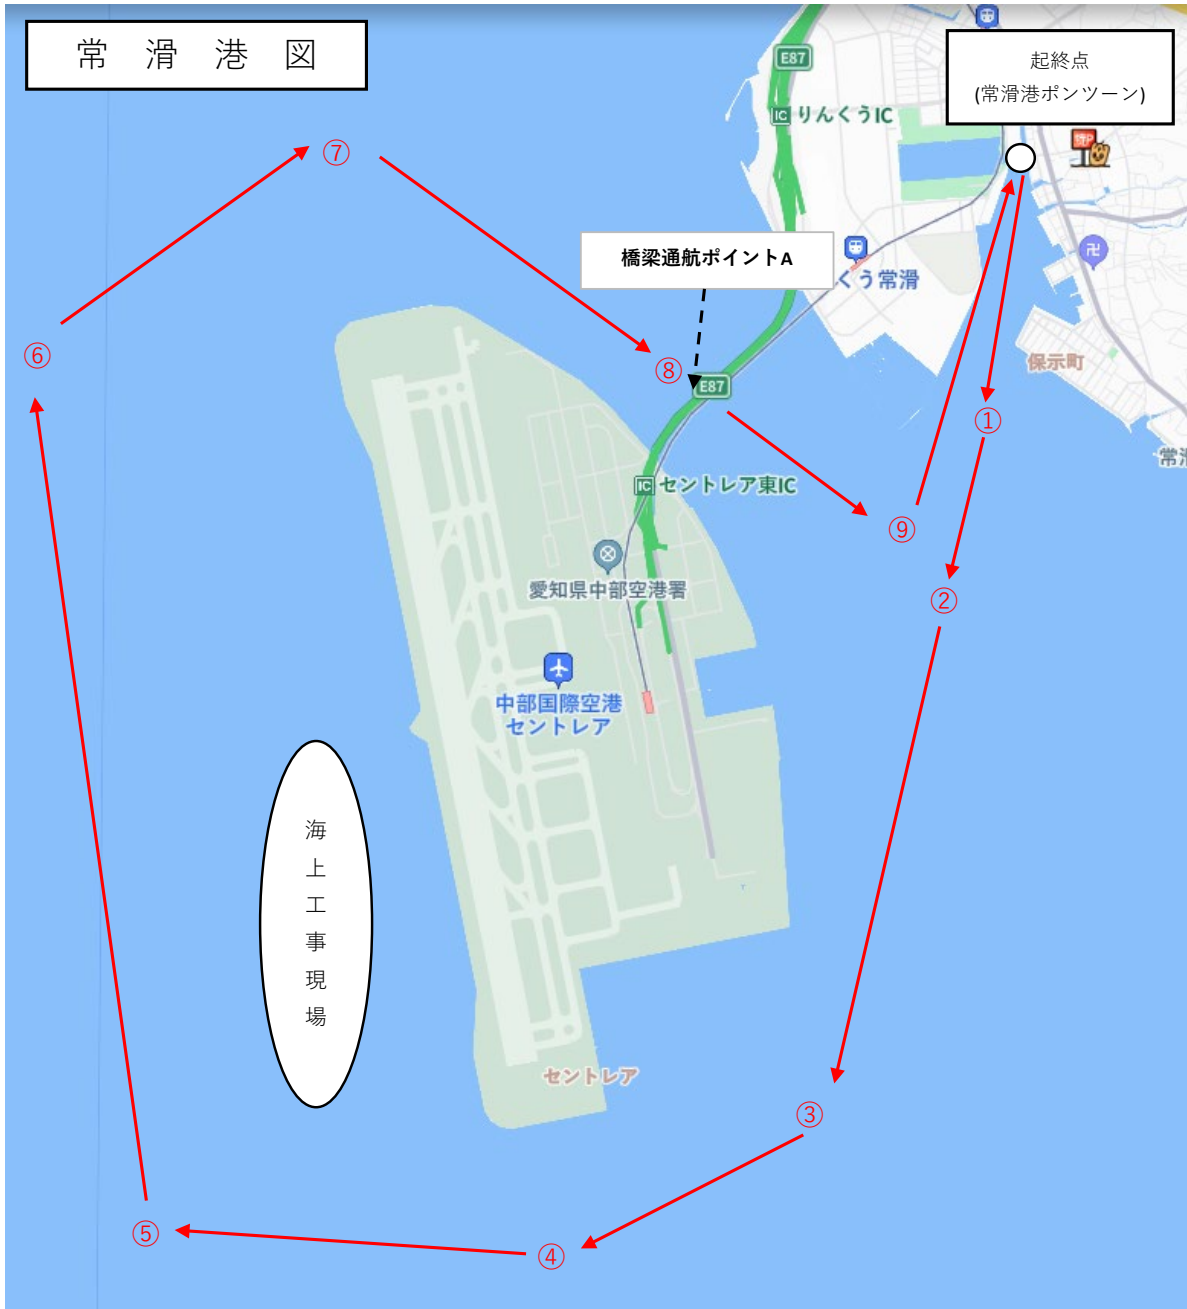 常滑港図
起終点
(常滑港ポンツーン)
E87
IC りんくうIC
⑦
橋梁通航ポイントA
くう常滑
卍
保示町
⑥
⑧
E87
①
常滑
IC セントレア東IC
⑨
愛知県中部空港署
②
中部国際空港
セントレア
海上工事現場
セントレア
③
⑤
④